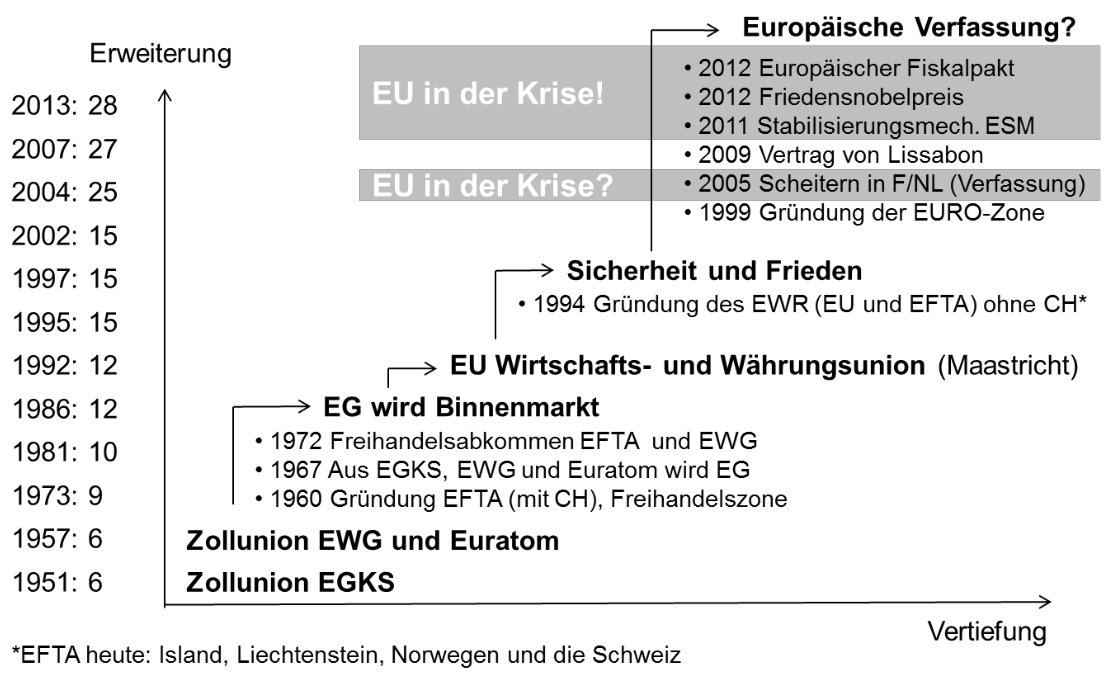 Europäische Verfassung?
Erweiterung
EU in der Krise!
• 2012 Europäischer Fiskalpakt
• 2012 Friedensnobelpreis
• 2011 Stabilisierungsmech. ESM
• 2009 Vertrag von Lissabon
EU in der Krise?
• 2005 Scheitern in F/NL (Verfassung)
• 1999 Gründung der EURO-Zone
2013: 28
2007: 27
2004: 25
2002: 15
1997: 15
1995: 15
1992: 12
1986: 12
1981: 10
1973: 9
1957: 6
1951: 6
Sicherheit und Frieden
• 1994 Gründung des EWR (EU und EFTA) ohne CH*
EU Wirtschafts- und Währungsunion (Maastricht)
EG wird Binnenmarkt
• 1972 Freihandelsabkommen EFTA und EWG
• 1967 Aus EGKS, EWG und Euratom wird EG
• 1960 Gründung EFTA (mit CH), Freihandelszone
Zollunion EWG und Euratom
Zollunion EGKS
Vertiefung
*EFTA heute: Island, Liechtenstein, Norwegen und die Schweiz